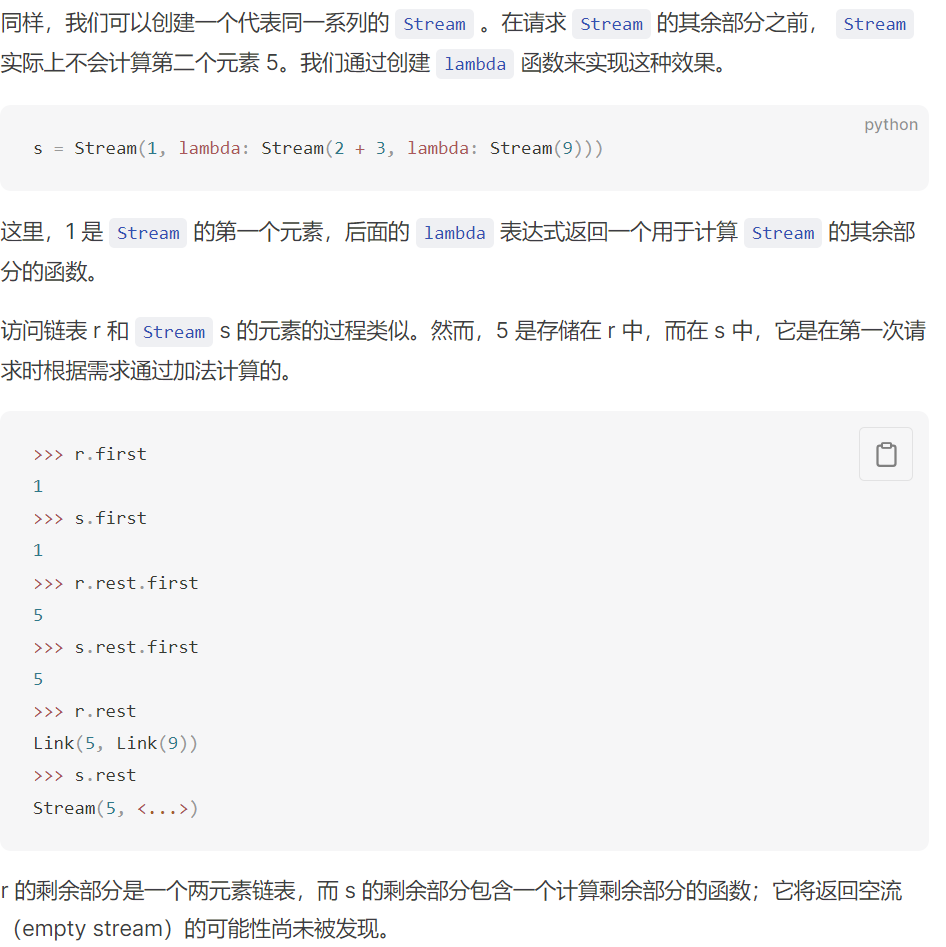 同样，我们可以创建一个代表同一系列的 Stream 。在请求 Stream 的其余部分之前， Stream
实际上不会计算第二个元素 5。我们通过创建 lambda 函数来实现这种效果。
python
s = Stream(1, lambda: Stream(2 + 3, lambda: Stream(9)))
这里，1 是 Stream 的第一个元素，后面的 lambda 表达式返回一个用于计算 Stream 的其余部
分的函数。
访问链表 r 和 Stream s 的元素的过程类似。然而，5 是存储在 r 中，而在 s 中，它是在第一次请
求时根据需求通过加法计算的。
>>> r.first
1
>>> s.first
1
>>> r.rest.first
5
>>> s.rest.first
5
>>> r.rest
Link(5, Link(9))
>>> s.rest
Stream(5, <...>)
r 的剩余部分是一个两元素链表，而 s 的剩余部分包含一个计算剩余部分的函数；它将返回空流
（empty stream）的可能性尚未被发现。